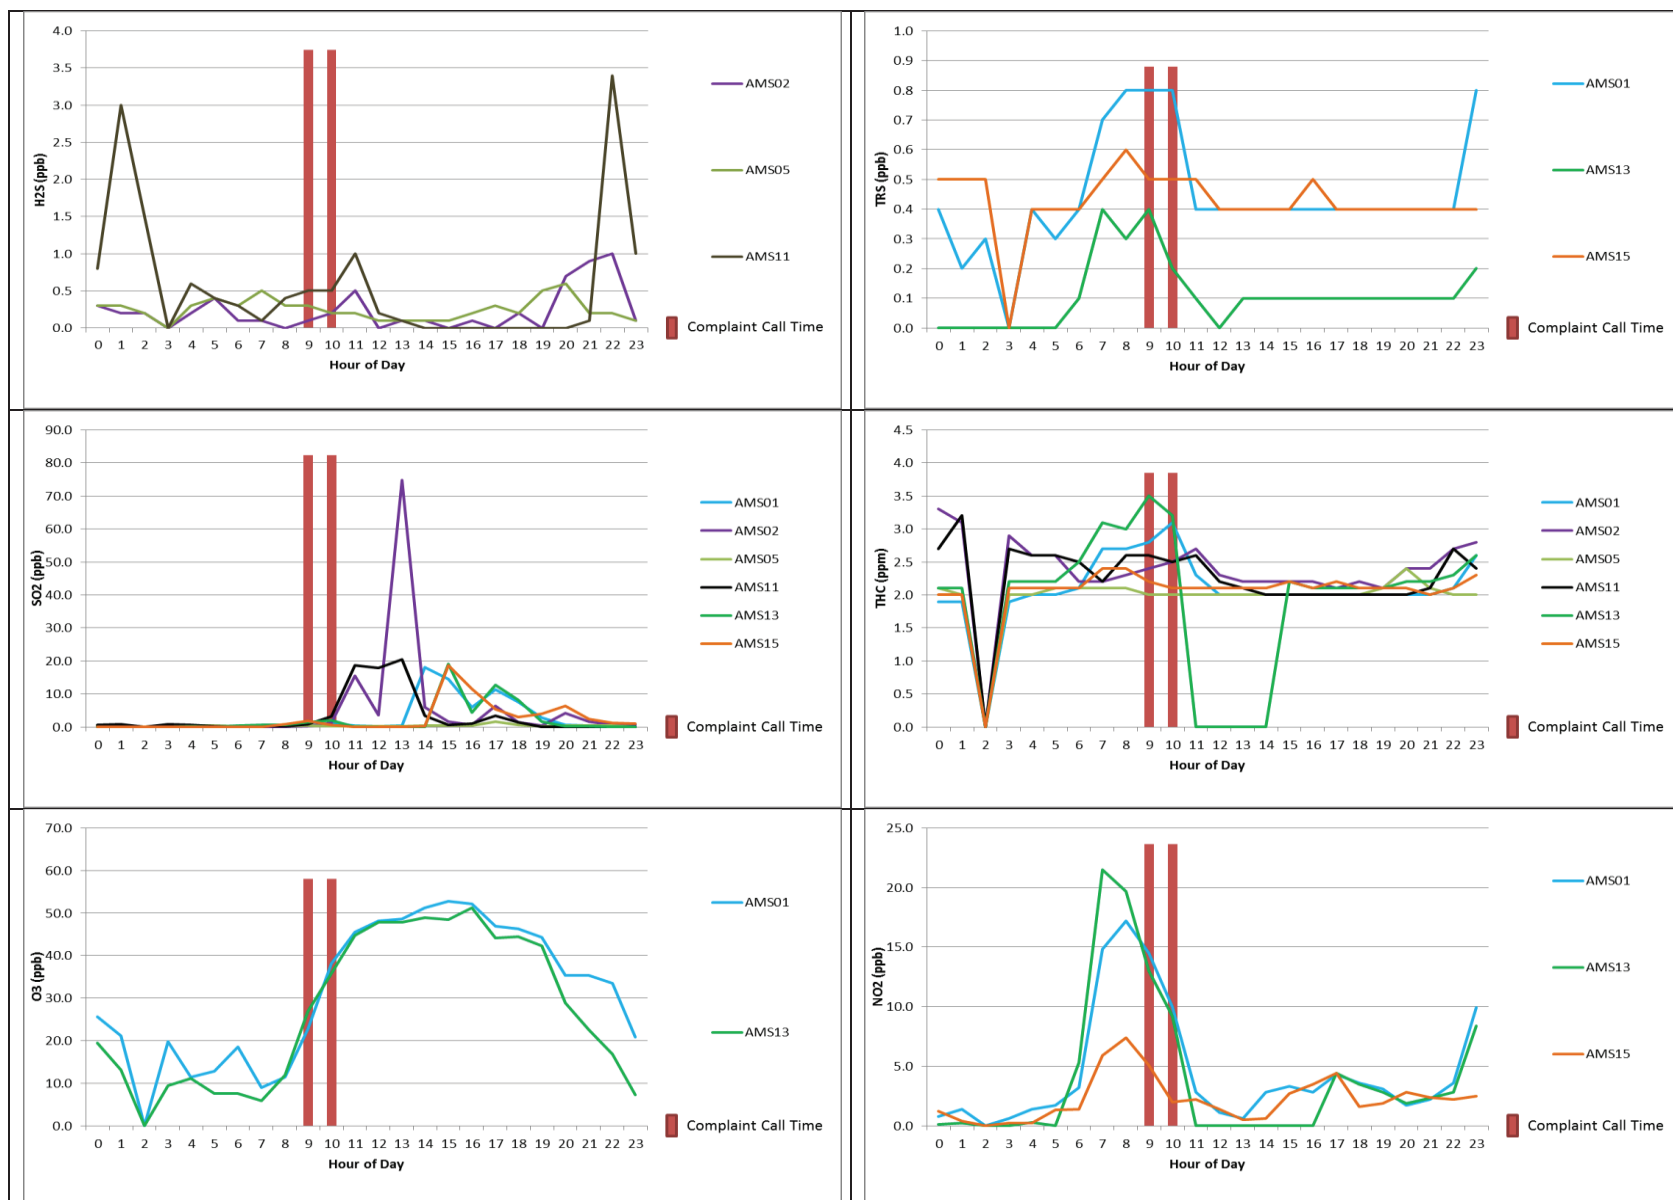 4.0
3.5
3.0
2.5
2.0
1.5
1.0
0.5
0.0
H2S (ppb)
0 1 2 3 4 5 6 7 8 9 10 11 12 13 14 15 16 17 18 19 20 21 22 23
Hour of Day
AMS02
AMS05
AMS11
Complaint Call Time
1.0
0.9
0.8
0.7
0.6
0.5
0.4
0.3
0.2
0.1
0.0
TRS (ppb)
0 1 2 3 4 5 6 7 8 9 10 11 12 13 14 15 16 17 18 19 20 21 22 23
Hour of Day
AMS01
AMS13
AMS15
Complaint Call Time
90.0
80.0
70.0
60.0
50.0
40.0
30.0
20.0
10.0
0.0
SO2 (ppb)
0 1 2 3 4 5 6 7 8 9 10 11 12 13 14 15 16 17 18 19 20 21 22 23
Hour of Day
AMS01
AMS02
AMS05
AMS11
AMS13
AMS15
Complaint Call Time
4.5
4.0
3.5
3.0
2.5
2.0
1.5
1.0
0.5
0.0
THC (ppm)
0 1 2 3 4 5 6 7 8 9 10 11 12 13 14 15 16 17 18 19 20 21 22 23
Hour of Day
AMS01
AMS02
AMS05
AMS11
AMS13
AMS15
Complaint Call Time
70.0
60.0
50.0
40.0
30.0
20.0
10.0
0.0
O3 (ppb)
0 1 2 3 4 5 6 7 8 9 10 11 12 13 14 15 16 17 18 19 20 21 22 23
Hour of Day
AMS01
AMS13
Complaint Call Time
25.0
20.0
15.0
10.0
5.0
0.0
NO2 (ppb)
0 1 2 3 4 5 6 7 8 9 10 11 12 13 14 15 16 17 18 19 20 21 22 23
Hour of Day
AMS01
AMS13
AMS15
Complaint Call Time